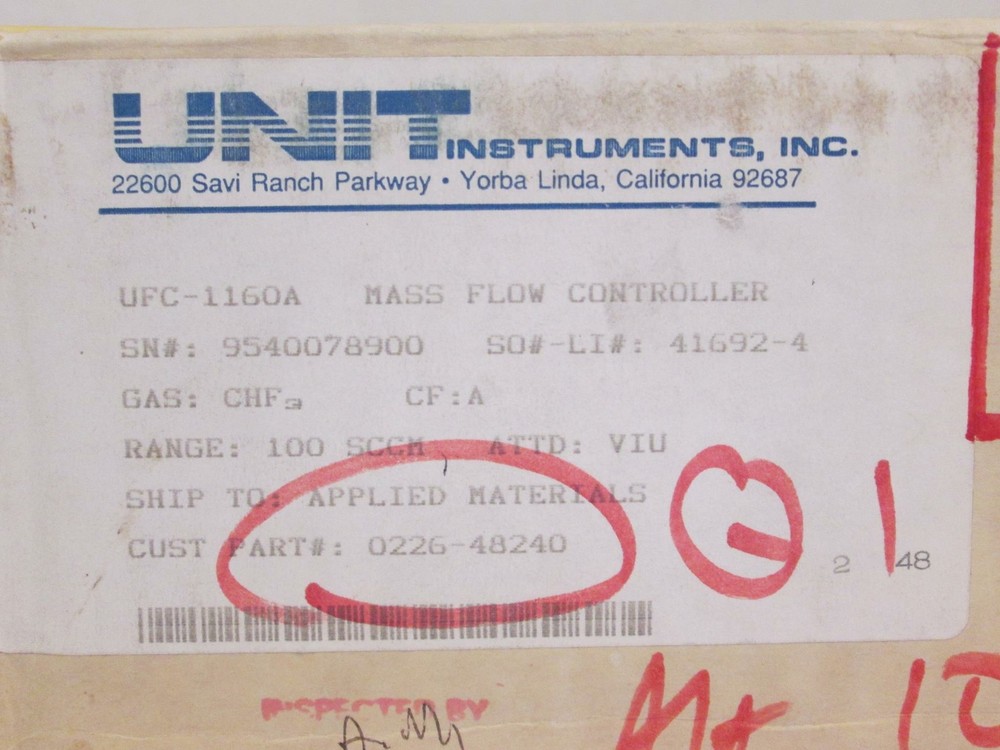 UNIT INSTRUMENTS, INC.
22600 Savi Ranch Parkway • Yorba Linda, California 92687
UFC-1160A MASS FLOW CONTROLLER
SN#: 9540078900 SO#-LI#: 41692-4
GAS: CHF₃ CF:A
RANGE: 100 SCCM ATTD: VIU
SHIP TO: APPLIED MATERIALS
CUST PART#: 0226-48240
2 48
INSPECTED BY
A.M.